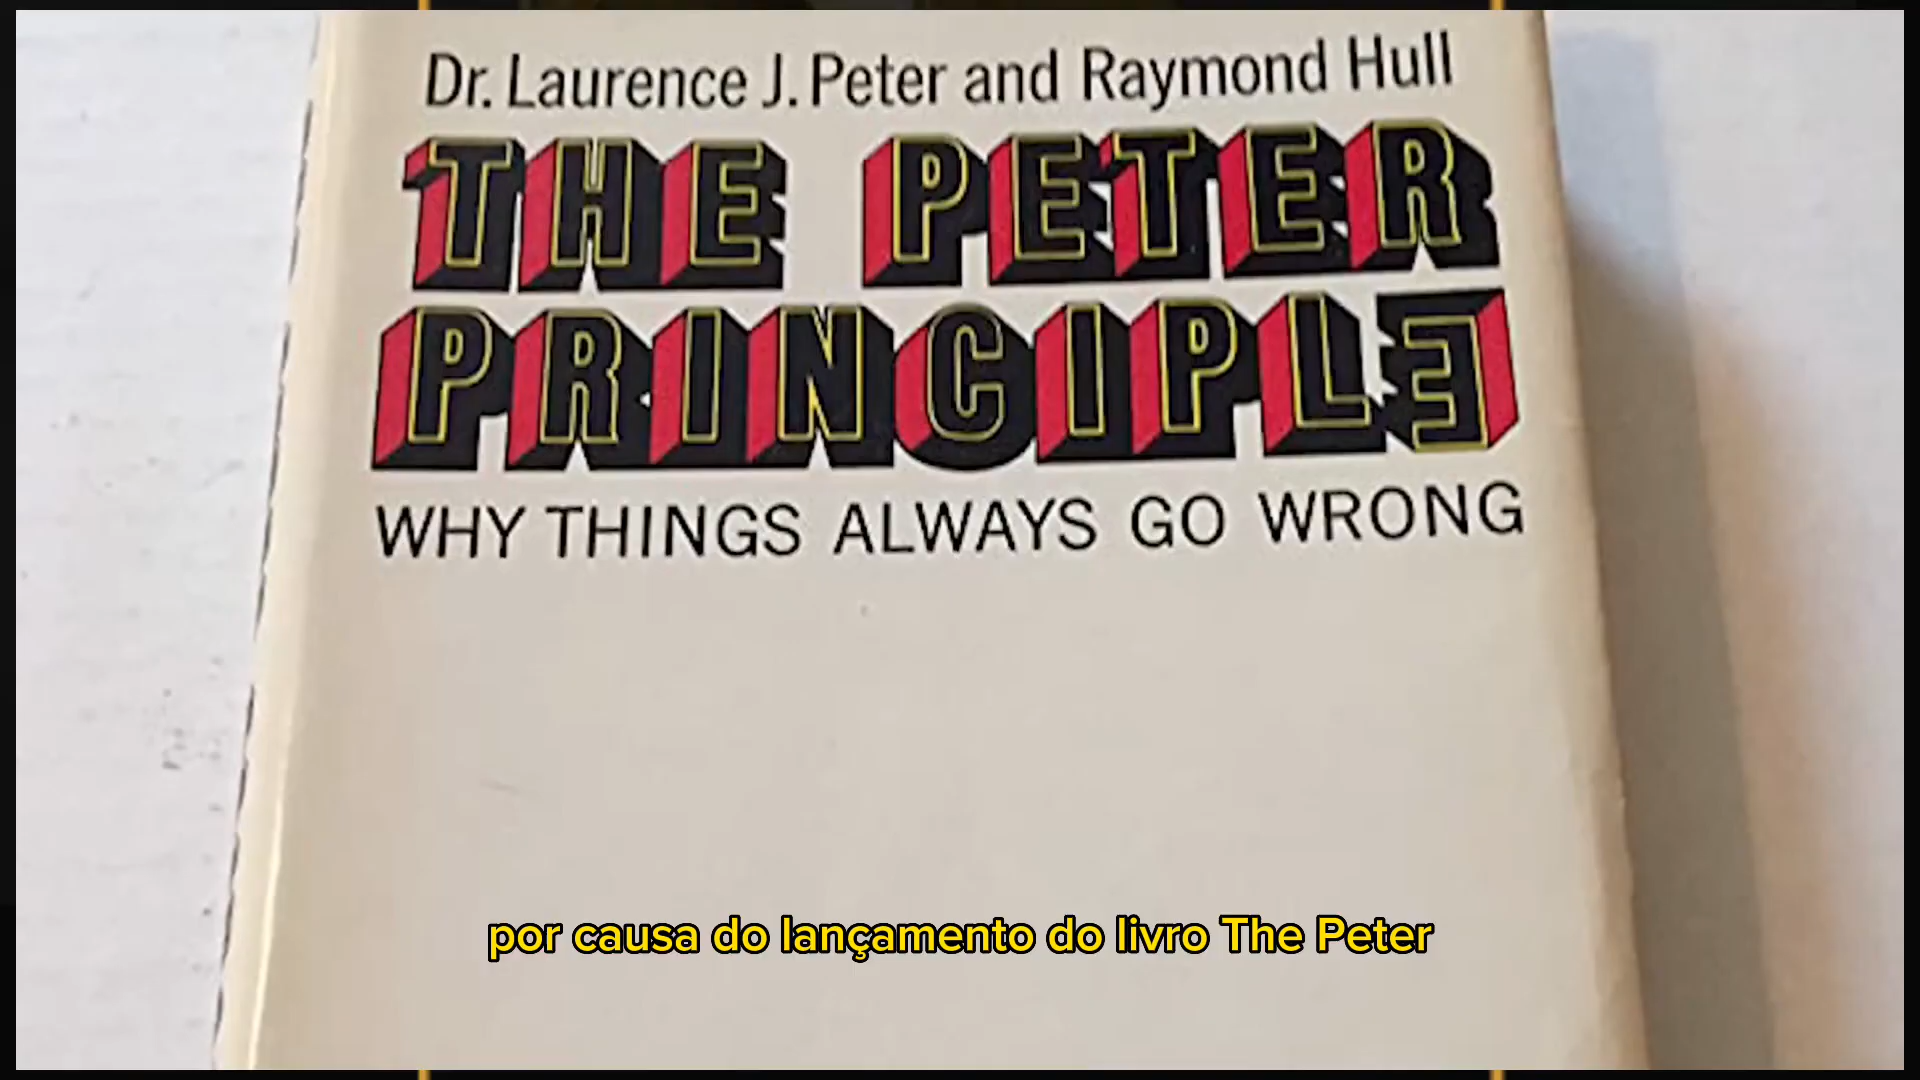 Dr. Laurence J. Peter and Raymond Hull
THE PETER
PRINCIPLE
WHY THINGS ALWAYS GO WRONG
por causa do lançamento do livro The Peter